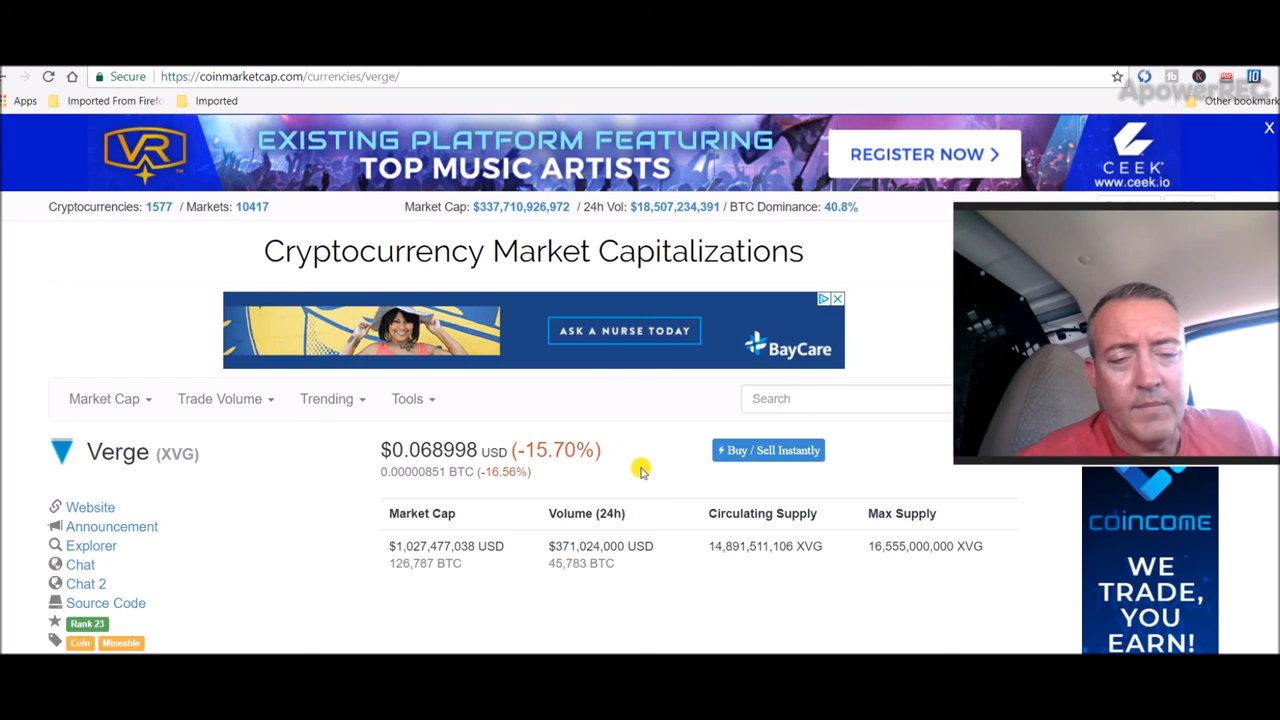 ApowerREC
Secure https://coinmarketcap.com/currencies/verge/
Apps Imported From Firefo Imported Other bookmark
VR EXISTING PLATFORM FEATURING
TOP MUSIC ARTISTS
REGISTER NOW
CEEK
www.ceek.io
X
Cryptocurrencies: 1577 / Markets: 10417 Market Cap: $337,710,926,972 / 24h Vol: $18,507,234,391 / BTC Dominance: 40.8%
Cryptocurrency Market Capitalizations
ASK A NURSE TODAY
BayCare
Market Cap Trade Volume Trending Tools Search
Verge (XVG) $0.068998 USD (-15.70%) Buy / Sell Instantly
0.00000851 BTC (-16.56%)
Website
Announcement
Explorer
Chat
Chat 2
Source Code
Rank 23
Coin Mineable
Market Cap Volume (24h) Circulating Supply Max Supply
$1,027,477,038 USD $371,024,000 USD 14,891,511,106 XVG 16,555,000,000 XVG
126,787 BTC 45,783 BTC
COINCOME
WE
TRADE,
YOU
EARN!